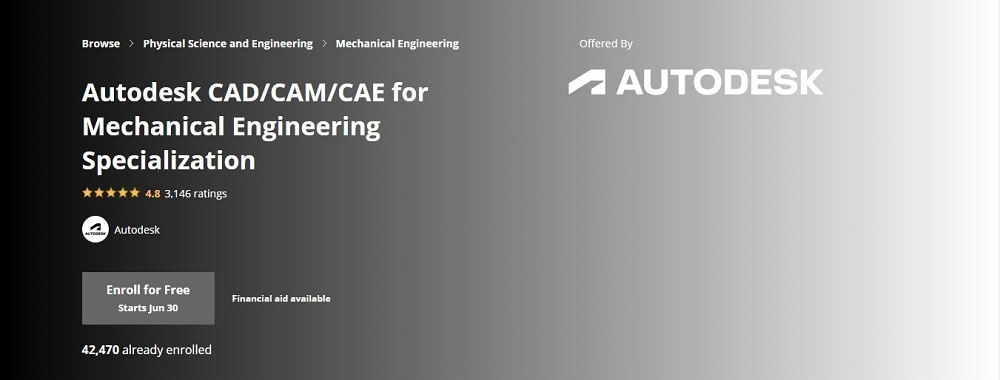 Browse > Physical Science and Engineering > Mechanical Engineering
Offered By
AUTODESK
Autodesk CAD/CAM/CAE for
Mechanical Engineering
Specialization
4.8 3,146 ratings
AUTODESK
Autodesk
Enroll for Free
Starts Jun 30
Financial aid available
42,470 already enrolled